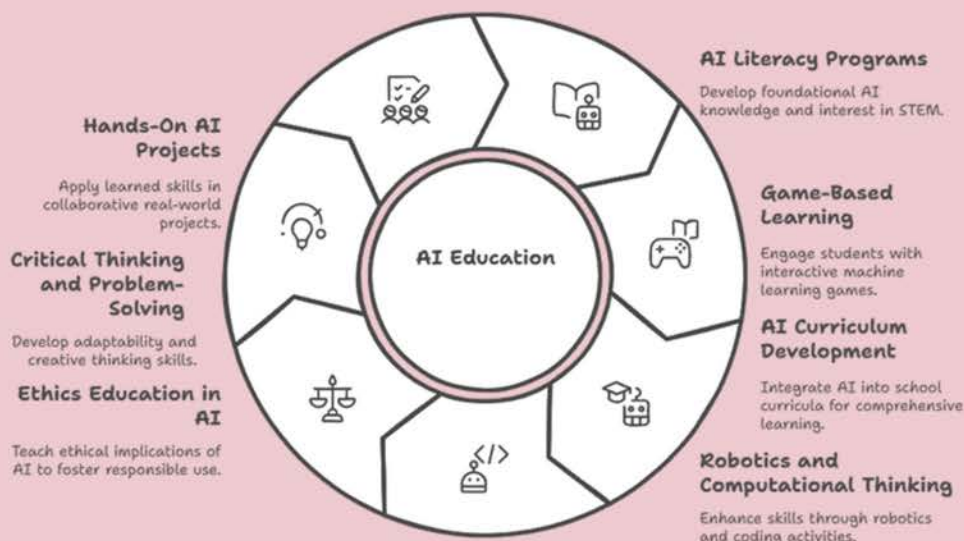 AI Literacy Programs
Develop foundational AI
knowledge and interest in STEM.
Game-Based
Learning
Engage students with
interactive machine
learning games.
AI Curriculum
Development
Integrate AI into school
curricula for comprehensive
learning.
Robotics and
Computational Thinking
Enhance skills through robotics
and coding activities.
Hands-On AI
Projects
Apply learned skills in
collaborative real-world
projects.
Critical Thinking
and Problem-
Solving
Develop adaptability and
creative thinking skills.
Ethics Education in
AI
Teach ethical implications of
AI to foster responsible use.
AI Education
</>